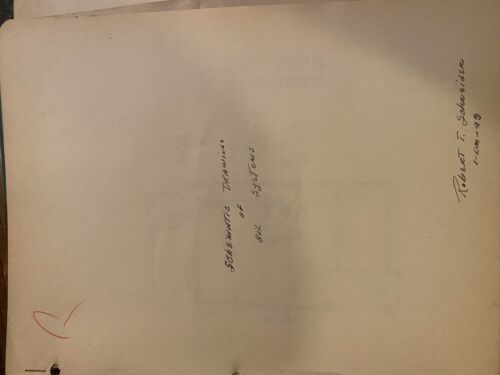 SCHEMATIC DRAWINGS
OF
OIL SYSTEMS
ROBERT T. SCHNEIDER